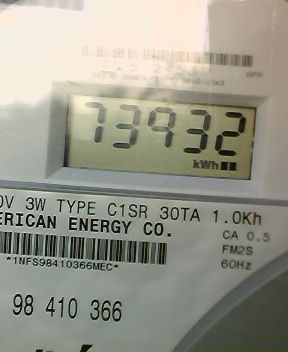 73932
kWh
0V 3W TYPE C1SR 30TA 1.0Kh
ERICAN ENERGY CO.
CA 0.5
FM2S
60Hz
*1NFS98410366MEC*
98 410 366